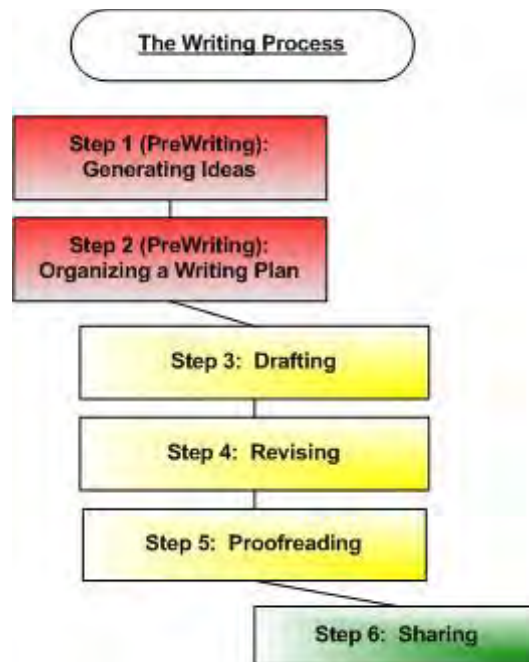 The Writing Process
Step 1 (PreWriting):
Generating Ideas
Step 2 (PreWriting):
Organizing a Writing Plan
Step 3:  Drafting
Step 4:  Revising
Step 5:  Proofreading
Step 6:  Sharing